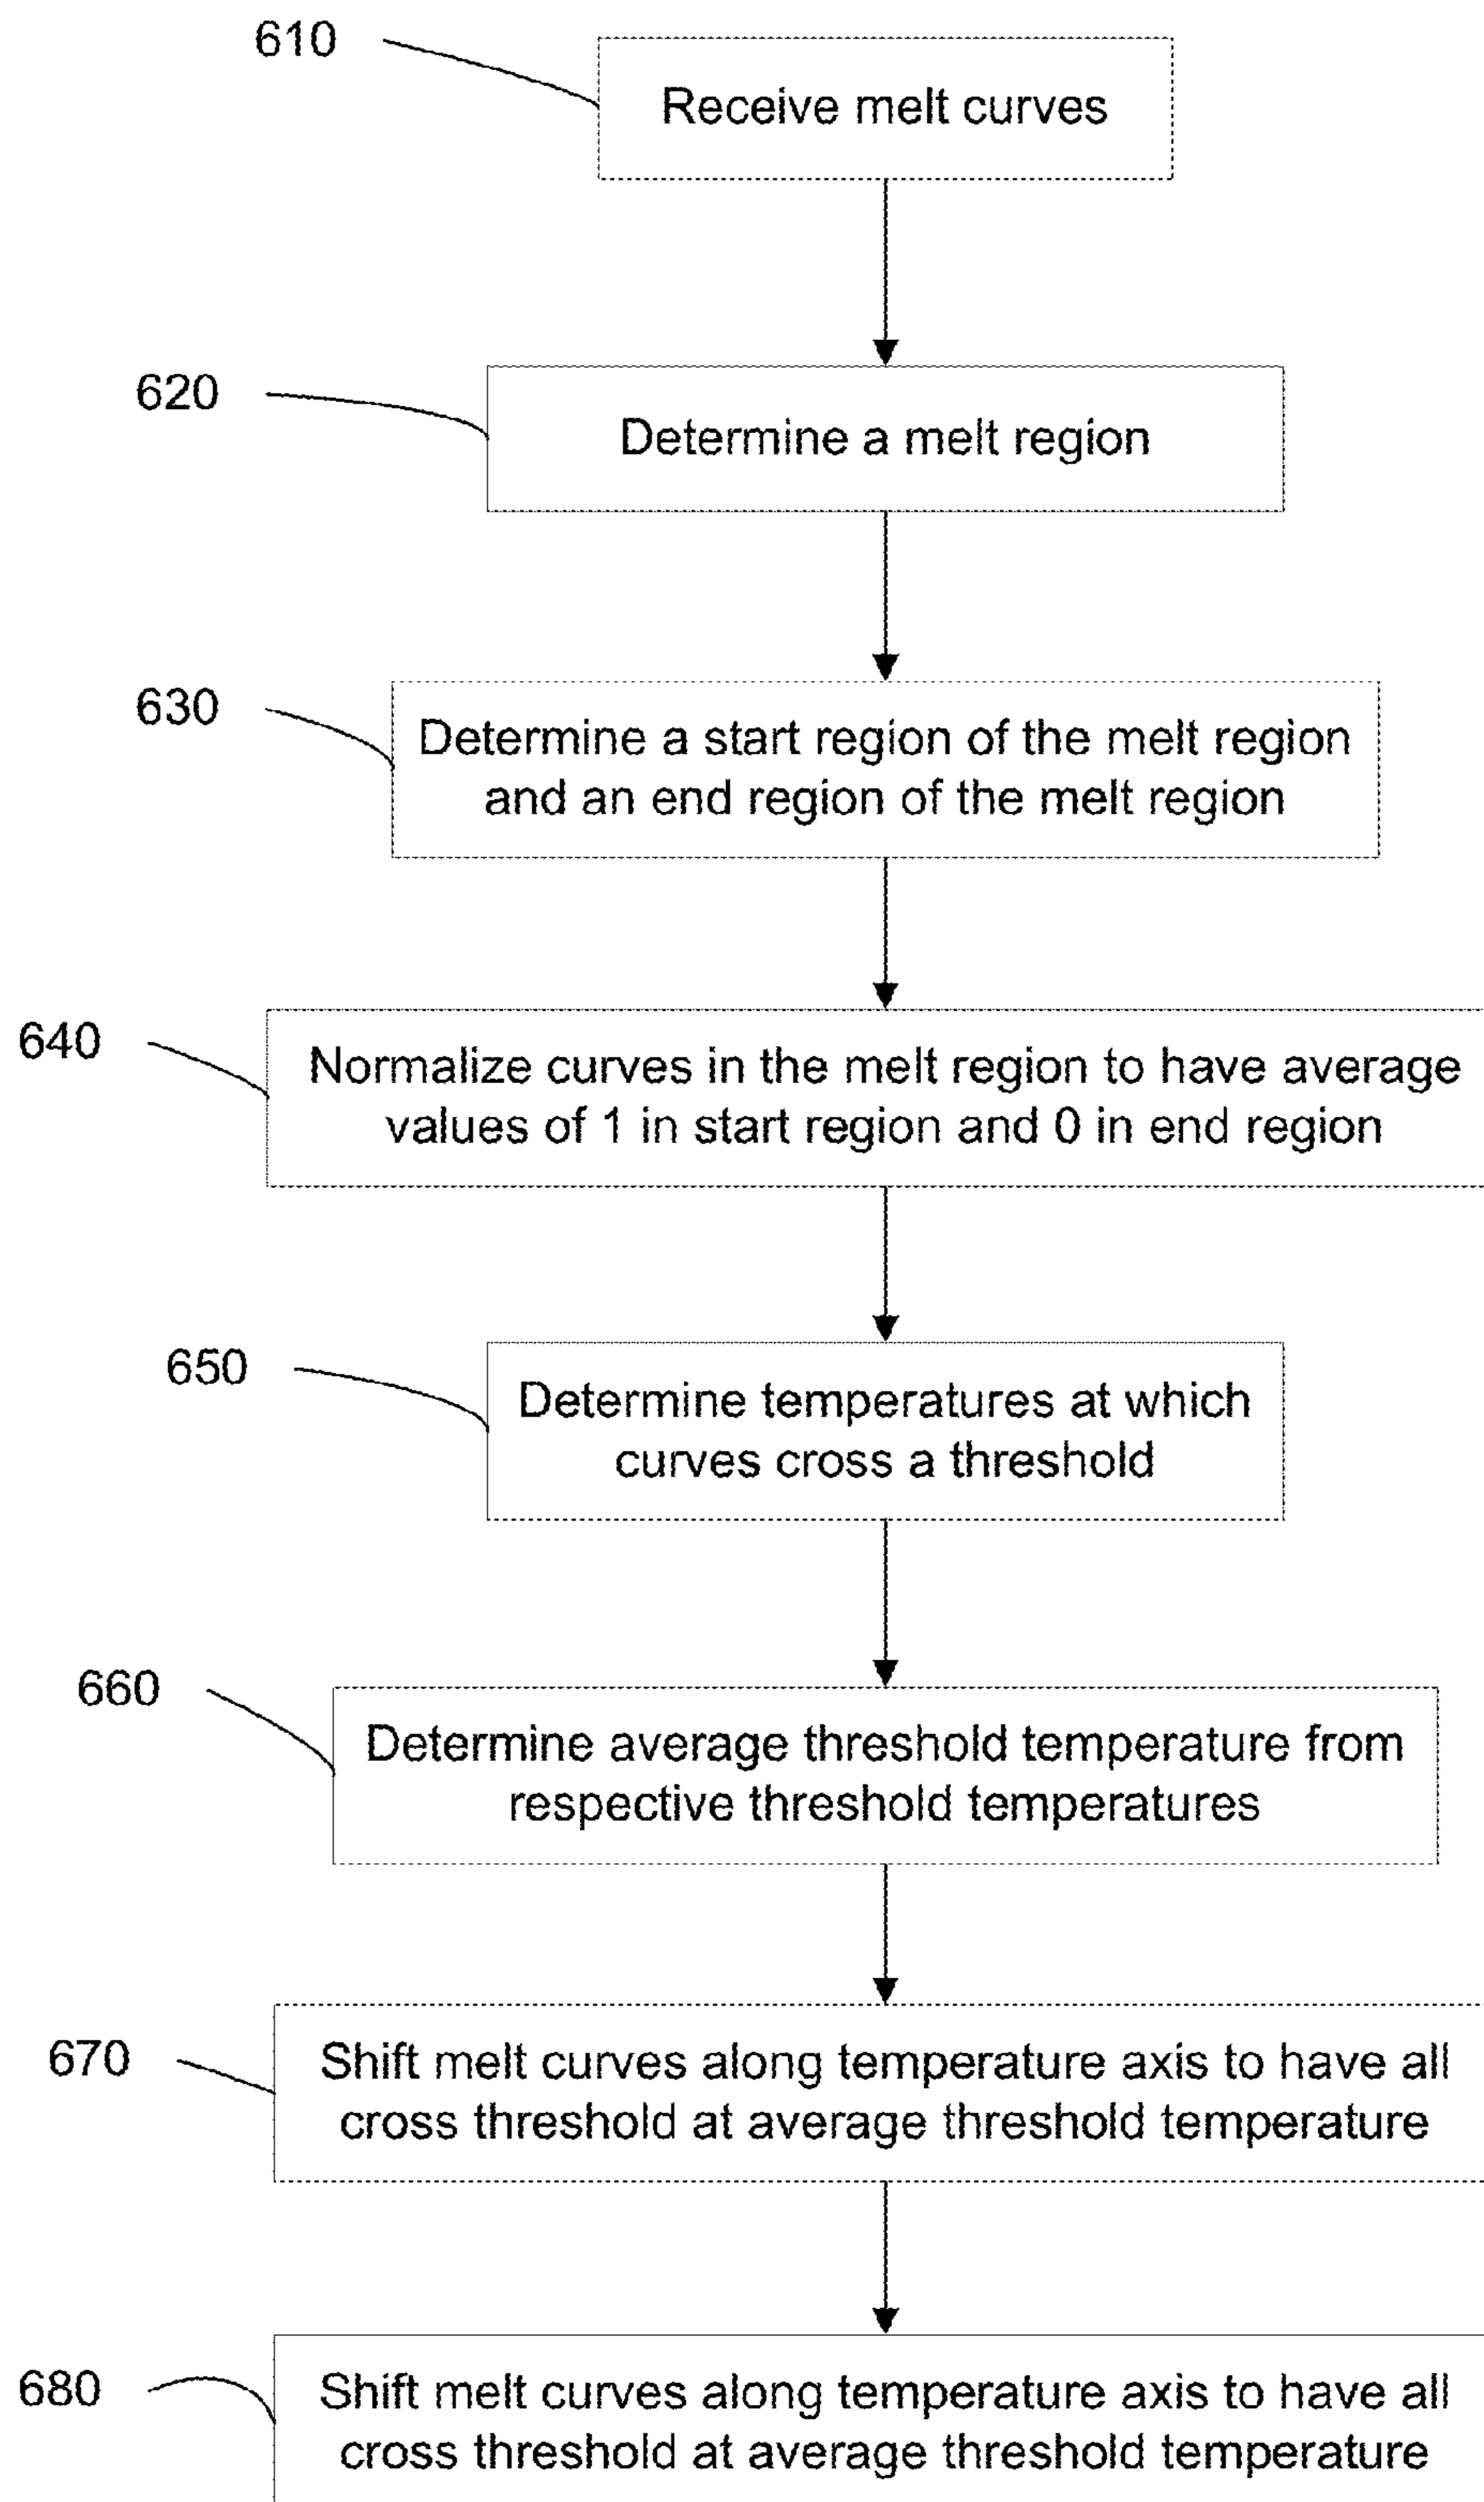 610
Receive melt curves
620
Determine a melt region
630
Determine a start region of the melt region
and an end region of the melt region
640
Normalize curves in the melt region to have average
values of 1 in start region and 0 in end region
650
Determine temperatures at which
curves cross a threshold
660
Determine average threshold temperature from
respective threshold temperatures
670
Shift melt curves along temperature axis to have all
cross threshold at average threshold temperature
680
Shift melt curves along temperature axis to have all
cross threshold at average threshold temperature